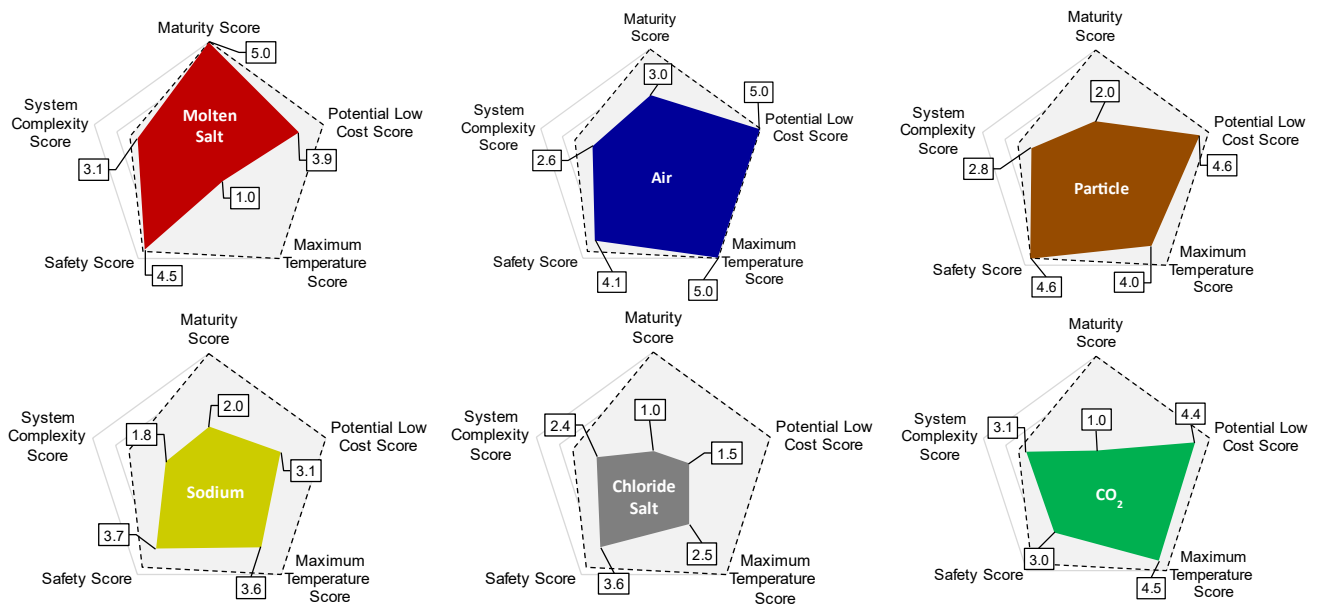 Maturity Score
5.0
System
Complexity
Score
Molten
Salt
Potential Low
Cost Score
3.1
3.9
1.0
Safety Score
4.5
Maximum
Temperature
Score
Maturity
Score
3.0
5.0
System
Complexity
Score
Potential Low
Cost Score
2.6
Air
Safety Score
4.1
5.0
Maximum
Temperature Score
Maturity
Score
2.0
System
Complexity
Score
Potential Low
Cost Score
2.8
4.6
Particle
Safety Score
4.6
4.0
Maximum
Temperature
Score
Maturity
Score
2.0
System
Complexity
Score
1.8
Potential Low
Cost Score
3.1
Sodium
3.7
Safety Score
3.6
Maximum
Temperature
Score
Maturity
Score
1.0
System
Complexity
Score
2.4
Potential Low
Cost Score
1.5
Chloride
Salt
2.5
Safety Score
3.6
Maximum
Temperature Score
Maturity
Score
1.0
System
Complexity
Score
3.1
4.4
Potential Low
Cost Score
CO₂
Safety Score
3.0
4.5
Maximum
Temperature
Score